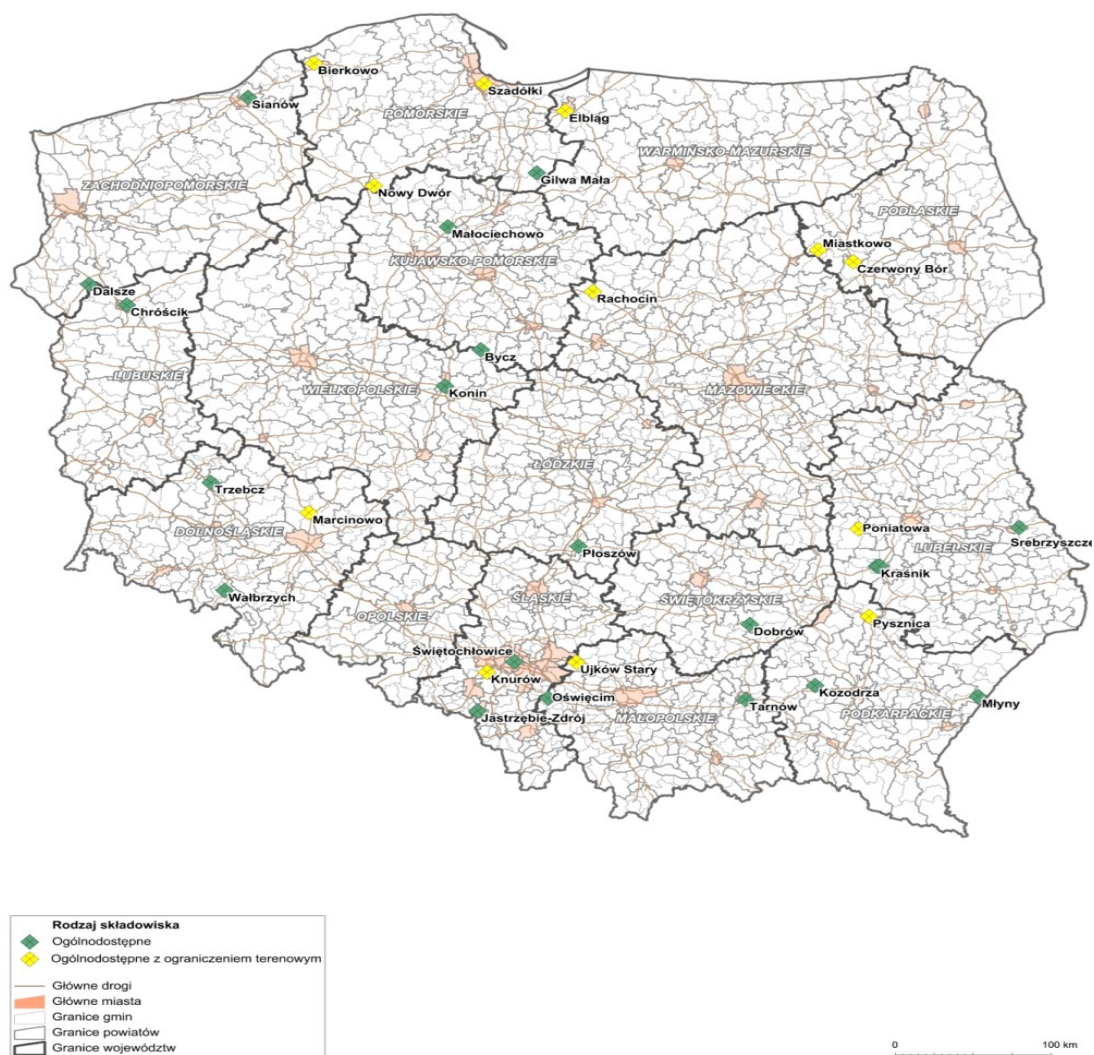 Bierkowo
Szadółki
Sianów
Elbląg
POMORSKIE
WARMIŃSKO-MAZURSKIE
Gilwa Mała
ZACHODNIOPOMORSKIE
Nowy Dwór
PODLASKIE
Małociechowo
Miastkowo
KUJAWSKO-POMORSKIE
Czerwony Bór
Dalsze
Rachocin
Chróścik
Bycz
LUBUSKIE
WIELKOPOLSKIE
Konin
MAZOWIECKIE
ŁÓDZKIE
Trzebcz
Marcinowo
DOLNOŚLĄSKIE
Poniatowa
Srebrzyszcze
Płoszów
LUBELSKIE
Kraśnik
Wałbrzych
ŚLĄSKIE
ŚWIĘTOKRZYSKIE
OPOLSKIE
Pysznica
Dobrów
Świętochłowice
Ujków Stary
Knurów
Oświęcim
Kozodrza
Młyny
Tarnów
Jastrzębie-Zdrój
MAŁOPOLSKIE
PODKARPACKIE
Rodzaj składowiska
Ogólnodostępne
Ogólnodostępne z ograniczeniem terenowym
Główne drogi
Główne miasta
Granice gmin
Granice powiatów
Granice województw
0 100 km